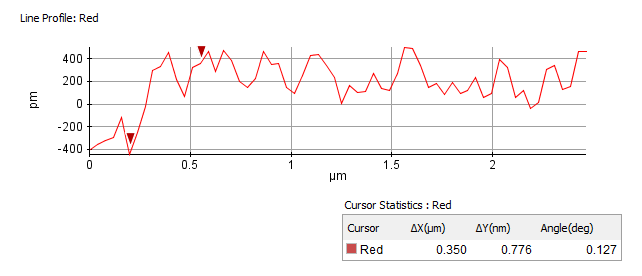 Line Profile: Red
400
200
0
-200
-400
pm
0 0.5 1 1.5 2
µm
Cursor Statistics : Red
Cursor ΔX(µm) ΔY(nm) Angle(deg)
Red 0.350 0.776 0.127